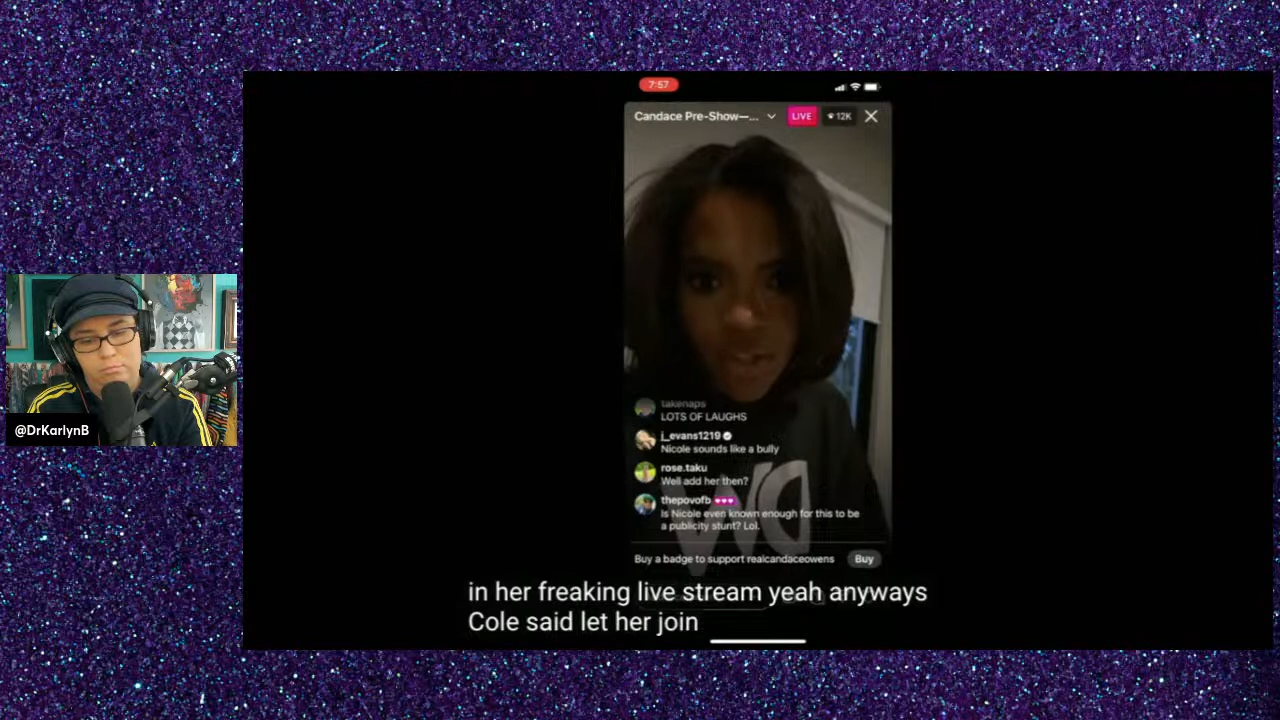 7:57
Candace Pre-Show—...
LIVE
12K
takenaps
LOTS OF LAUGHS
j_evans1219
Nicole sounds like a bully
rose.taku
Well add her then?
thepovofb
Is Nicole even known enough for this to be
a publicity stunt? Lol.
Buy a badge to support realcandaceowens
Buy
in her freaking live stream yeah anyways
Cole said let her join
@DrKarlynB